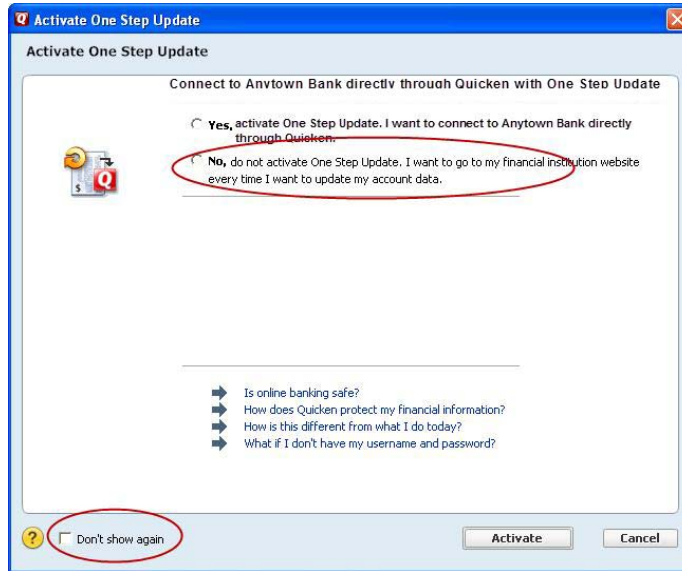 Activate One Step Update
Activate One Step Update
Connect to Anytown Bank directly through Quicken with One Step Update
Yes, activate One Step Update. I want to connect to Anytown Bank directly
through Quicken.
No, do not activate One Step Update. I want to go to my financial institution website
every time I want to update my account data.
$ Q
Is online banking safe?
How does Quicken protect my financial information?
How is this different from what I do today?
What if I don't have my username and password?
? Don't show again Activate Cancel